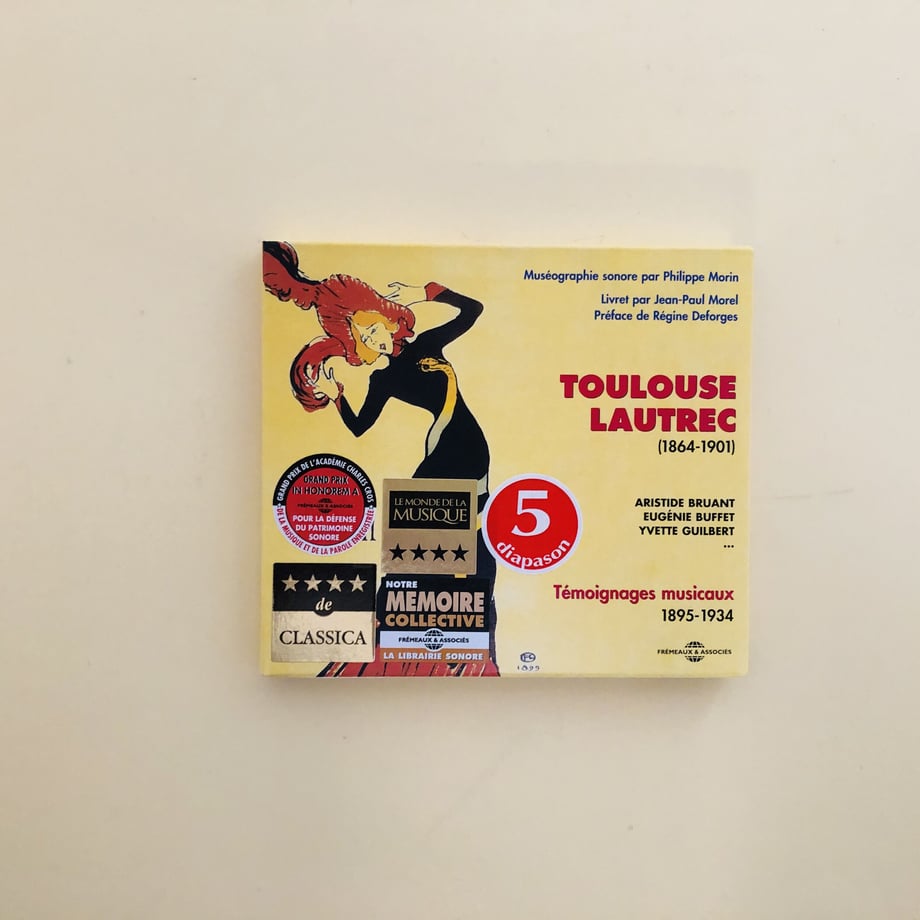 Muséographie sonore par Philippe Morin
Livret par Jean-Paul Morel
Préface de Régine Deforges
TOULOUSE
LAUTREC
(1864-1901)
ARISTIDE BRUANT
EUGÉNIE BUFFET
YVETTE GUILBERT
...
Témoignages musicaux
1895-1934
FRÉMEAUX & ASSOCIÉS
GRAND PRIX DE L'ACADÉMIE CHARLES CROS
GRAND PRIX
IN HONOREM A
FRÉMEAUX & ASSOCIÉS
POUR LA DÉFENSE
DU PATRIMOINE
SONORE
DE LA MUSIQUE ET DE LA PAROLE ENREGISTRÉE
LE MONDE DE LA
MUSIQUE
5
diapason
de
CLASSICA
NOTRE
MEMOIRE
COLLECTIVE
FRÉMEAUX & ASSOCIÉS
LA LIBRAIRIE SONORE
1899